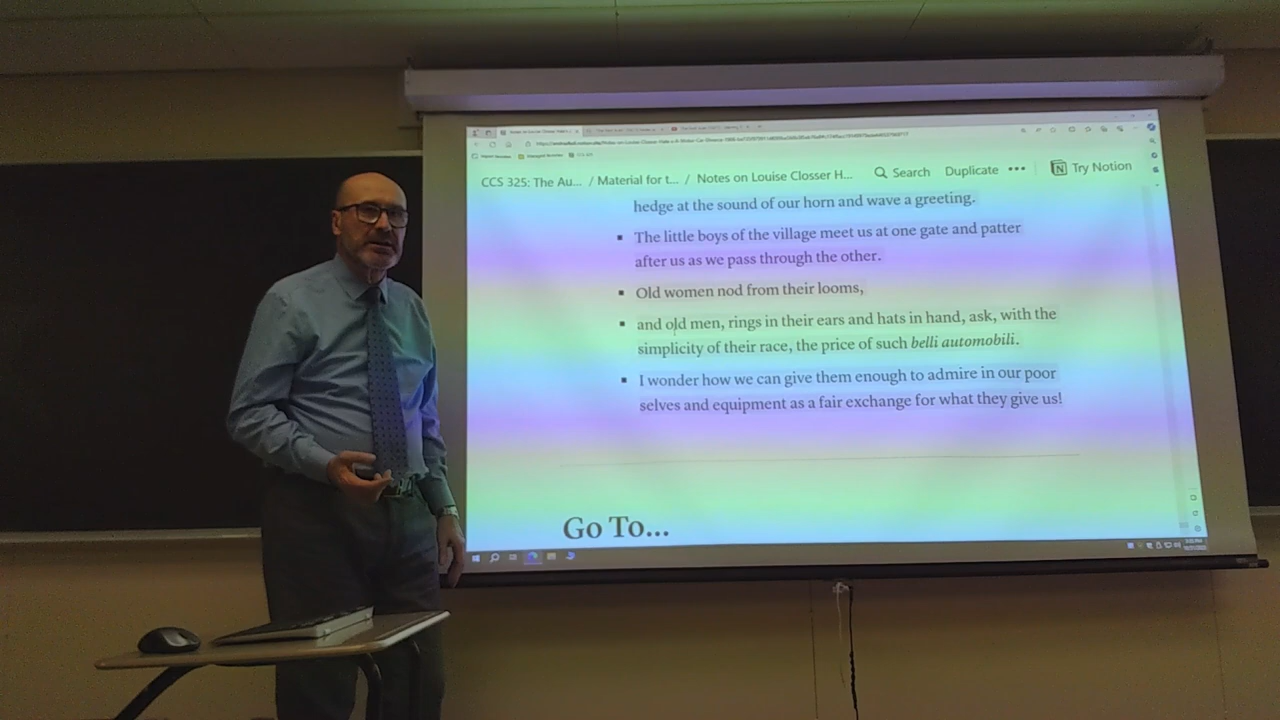 CCS 325: The Au... / Material for t... / Notes on Louise Closser H... Search Duplicate ••• Try Notion
hedge at the sound of our horn and wave a greeting.
▪ The little boys of the village meet us at one gate and patter
after us as we pass through the other.
▪ Old women nod from their looms,
▪ and old men, rings in their ears and hats in hand, ask, with the
simplicity of their race, the price of such belli automobili.
▪ I wonder how we can give them enough to admire in our poor
selves and equipment as a fair exchange for what they give us!
Go To...